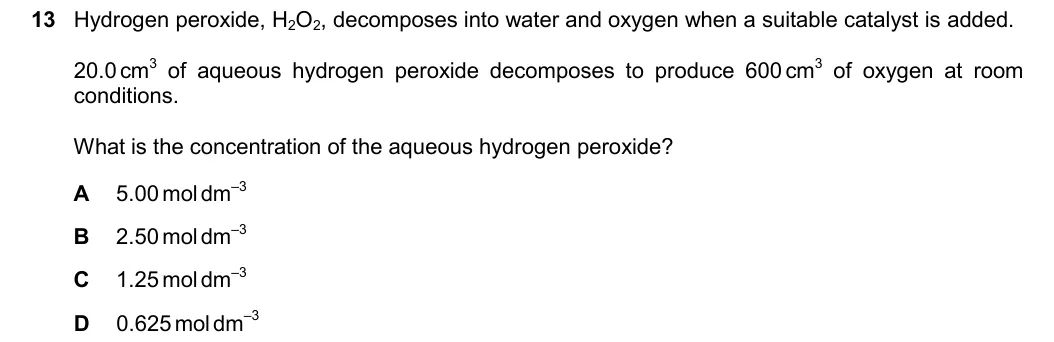 13 Hydrogen peroxide, H₂O₂, decomposes into water and oxygen when a suitable catalyst is added.
20.0 cm³ of aqueous hydrogen peroxide decomposes to produce 600 cm³ of oxygen at room
conditions.
What is the concentration of the aqueous hydrogen peroxide?
A 5.00 mol dm⁻³
B 2.50 mol dm⁻³
C 1.25 mol dm⁻³
D 0.625 mol dm⁻³